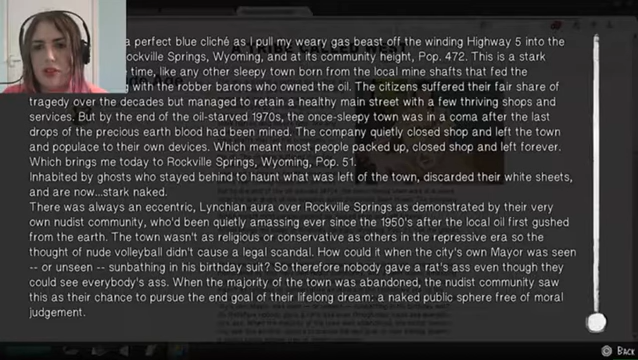 a perfect blue cliché as I pull my weary gas beast off the winding Highway 5 into the
ockville Springs, Wyoming, and at its community height, Pop. 472. This is a stark
time, like any other sleepy town born from the local mine shafts that fed the
with the robber barons who owned the oil. The citizens suffered their fair share of
tragedy over the decades but managed to retain a healthy main street with a few thriving shops and
services. But by the end of the oil-starved 1970s, the once-sleepy town was in a coma after the last
drops of the precious earth blood had been mined. The company quietly closed shop and left the town
and populace to their own devices. Which meant most people packed up, closed shop and left forever.
Which brings me today to Rockville Springs, Wyoming, Pop. 51.
Inhabited by ghosts who stayed behind to haunt what was left of the town, discarded their white sheets,
and are now...stark naked.
There was always an eccentric, Lynchian aura over Rockville Springs as demonstrated by their very
own nudist community, who'd been quietly amassing ever since the 1950's after the local oil first gushed
from the earth. The town wasn't as religious or conservative as others in the repressive era so the
thought of nude volleyball didn't cause a legal scandal. How could it when the city's own Mayor was seen
-- or unseen -- sunbathing in his birthday suit? So therefore nobody gave a rat's ass even though they
could see everybody's ass. When the majority of the town was abandoned, the nudist community saw
this as their chance to pursue the end goal of their lifelong dream: a naked public sphere free of moral
judgement.
Back